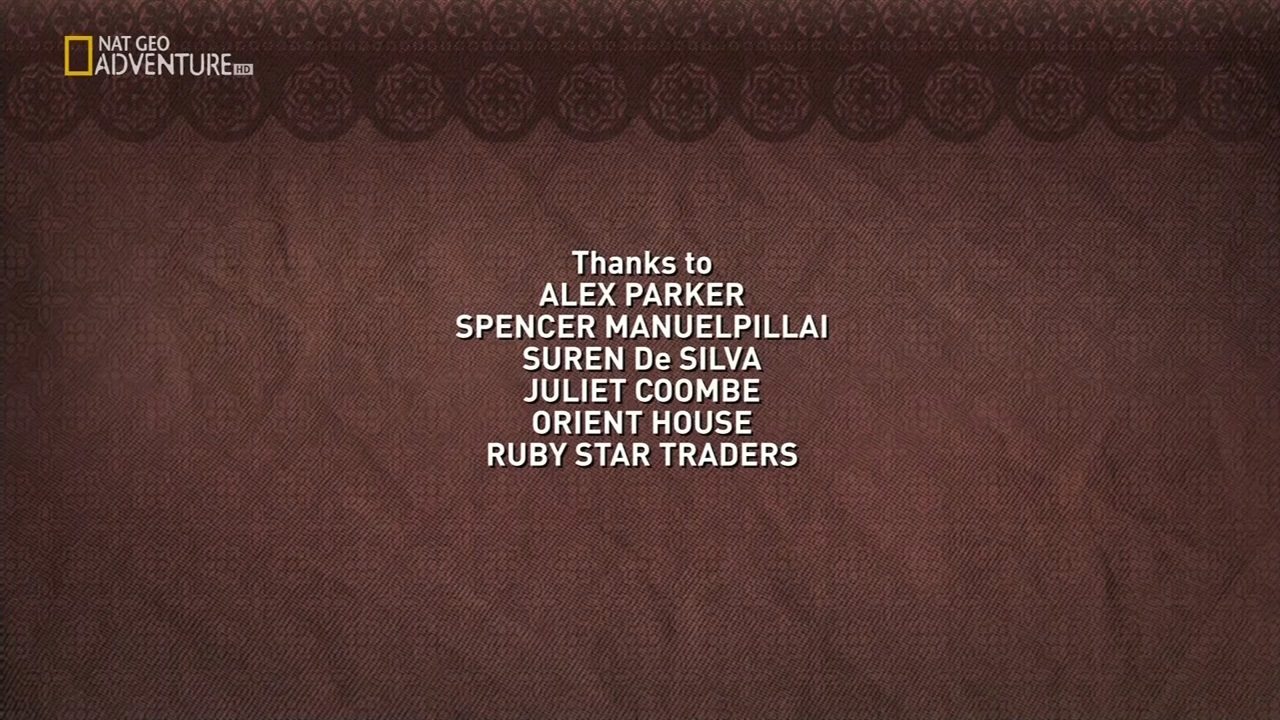 NAT GEO
ADVENTURE HD
Thanks to
ALEX PARKER
SPENCER MANUELPILLAI
SUREN De SILVA
JULIET COOMBE
ORIENT HOUSE
RUBY STAR TRADERS